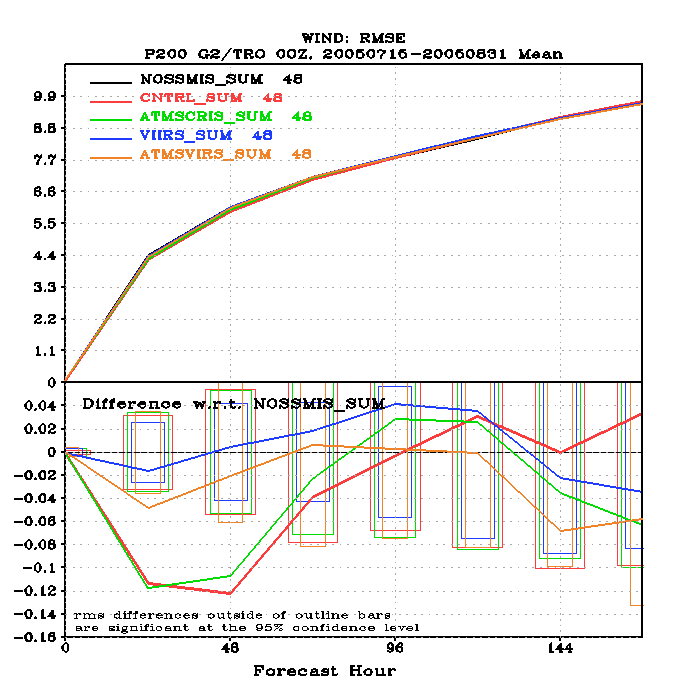 WIND: RMSE
P200 G2/TRO 00Z, 20050716-20050831 Mean
NOSSMIS_SUM 48
CNTRL_SUM 48
ATMSCRIS_SUM 48
VIIRS_SUM 48
ATMSVIRS_SUM 48
9.9
8.8
7.7
6.6
5.5
4.4
3.3
2.2
1.1
0
Difference w.r.t. NOSSMIS_SUM
0.04
0.02
0
-0.02
-0.04
-0.06
-0.08
-0.1
-0.12
-0.14
-0.16
rms differences outside of outline bars
are significant at the 95% confidence level
0 48 96 144
Forecast Hour